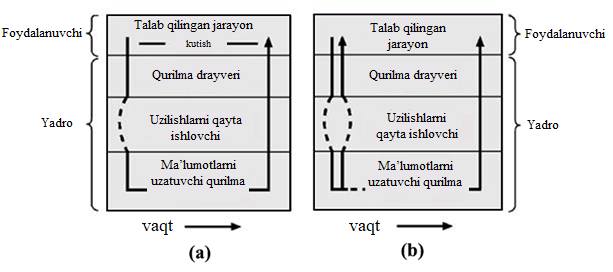 Foydalanuvchi
Talab qilingan jarayon
kutish
Qurilma drayveri
Uzilishlarni qayta
ishlovchi
Ma’lumotlarni
uzatuvchi qurilma
Yadro
vaqt
(a)
Talab qilingan
jarayon
Foydalanuvchi
Qurilma drayveri
Uzilishlarni
qayta ishlovchi
Ma’lumotlarni
uzatuvchi qurilma
Yadro
vaqt
(b)